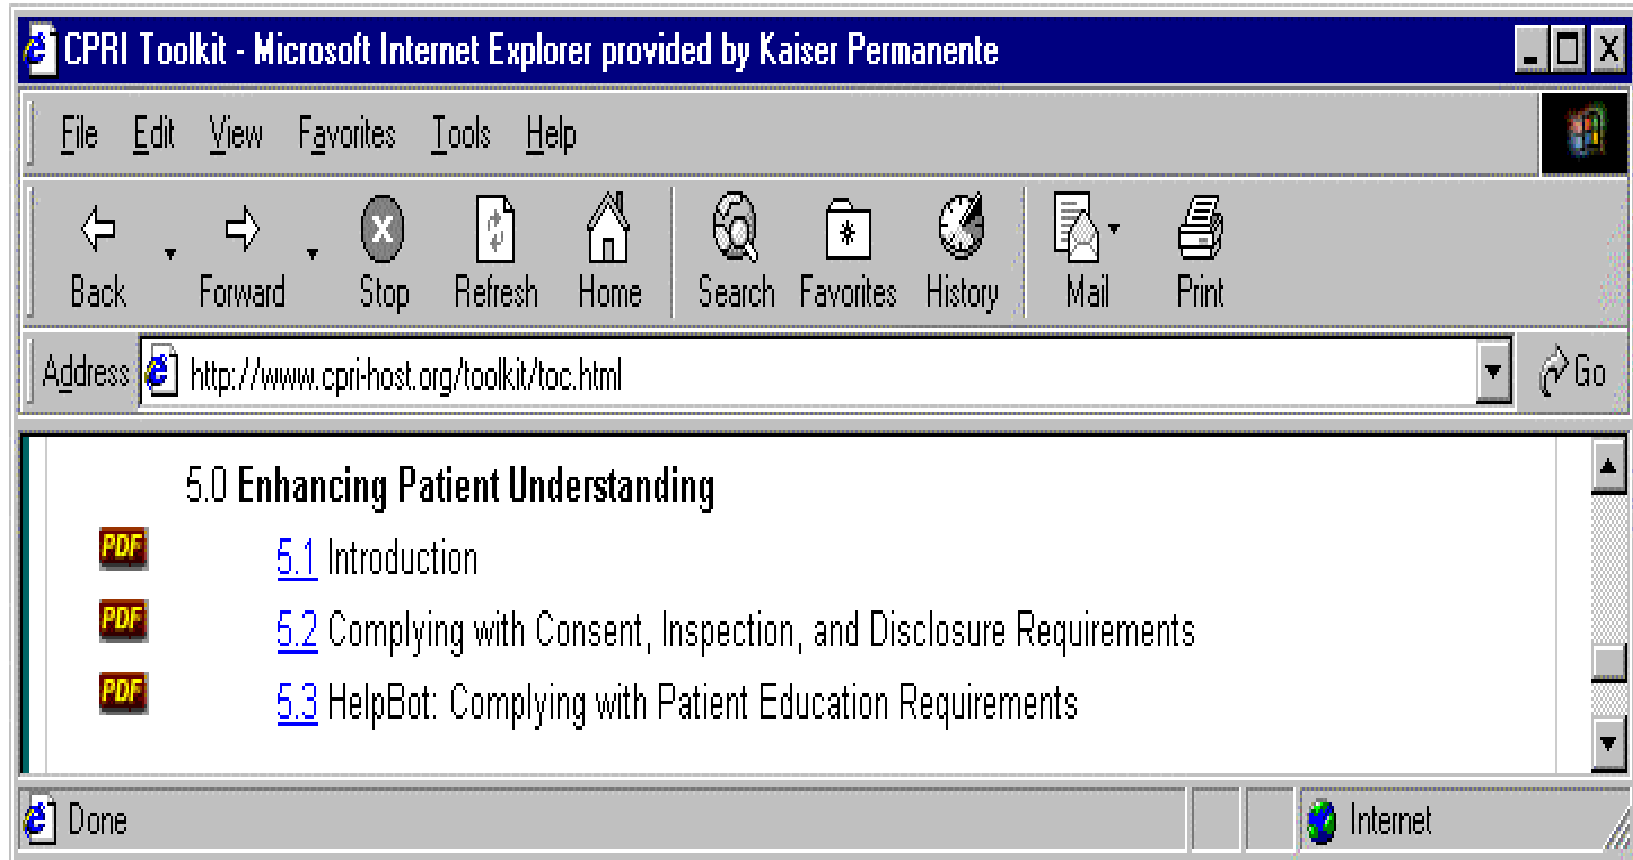 CPRI Toolkit - Microsoft Internet Explorer provided by Kaiser Permanente
File Edit View Favorites Tools Help
Back Forward Stop Refresh Home Search Favorites History Mail Print
Address http://www.cpri-host.org/toolkit/toc.html Go
5.0 Enhancing Patient Understanding
PDF 5.1 Introduction
PDF 5.2 Complying with Consent, Inspection, and Disclosure Requirements
PDF 5.3 HelpBot: Complying with Patient Education Requirements
Done Internet